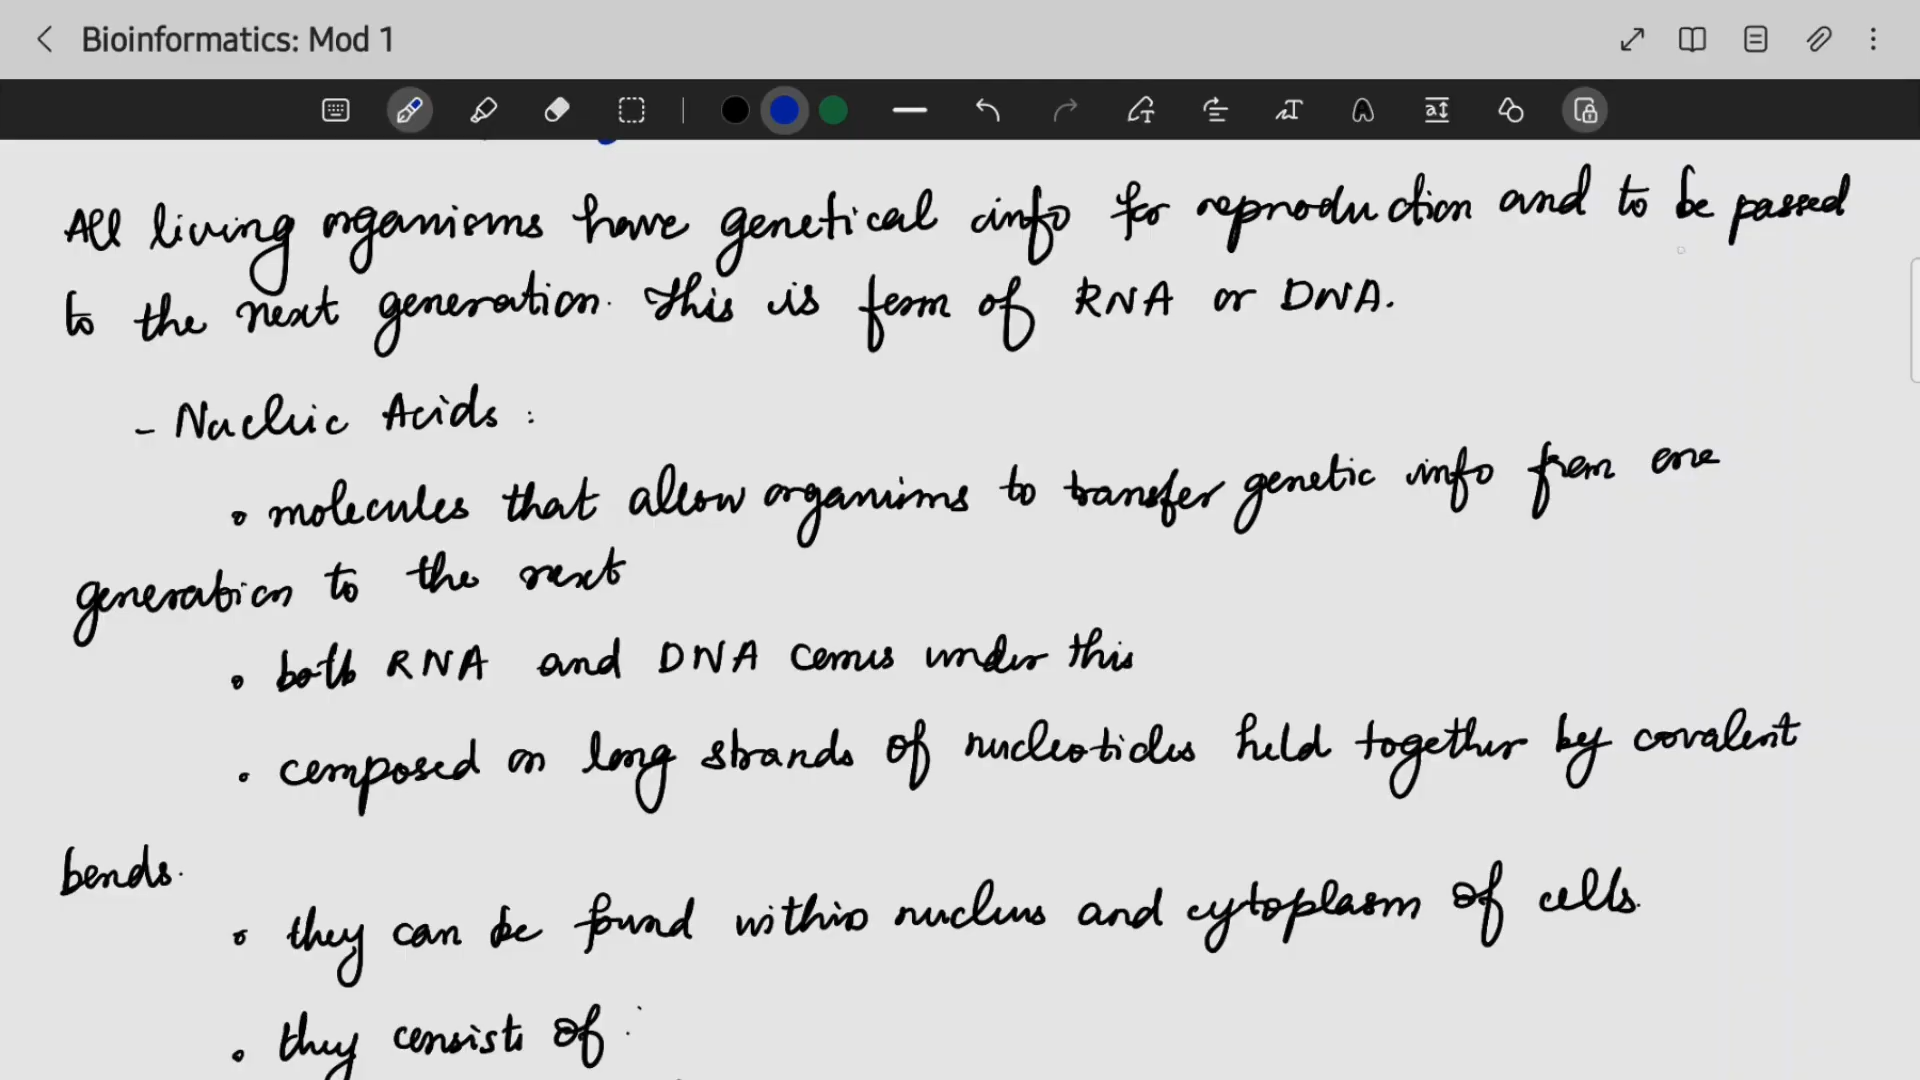 Bioinformatics: Mod 1
All living organisms have genetical info for reproduction and to be passed
to the next generation. This is form of RNA or DNA.
- Nucleic Acids :
• molecules that allow organisms to transfer genetic info from one
generation to the next
• both RNA and DNA comes under this
• composed on long strands of nucleotides held together by covalent
bonds.
• they can be found within nucleus and cytoplasm of cells.
• they consists of :